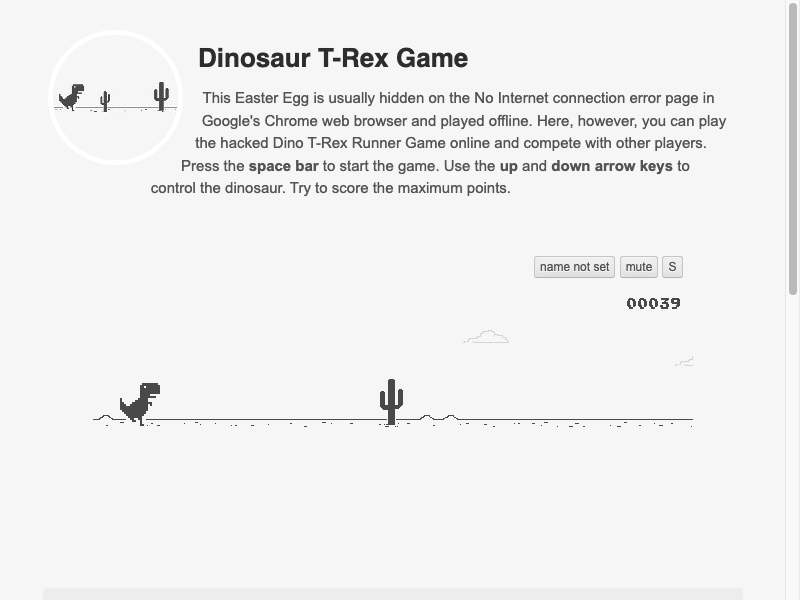 Dinosaur T-Rex Game
This Easter Egg is usually hidden on the No Internet connection error page in
Google's Chrome web browser and played offline. Here, however, you can play
the hacked Dino T-Rex Runner Game online and compete with other players.
Press the space bar to start the game. Use the up and down arrow keys to
control the dinosaur. Try to score the maximum points.
name not set mute S
00039